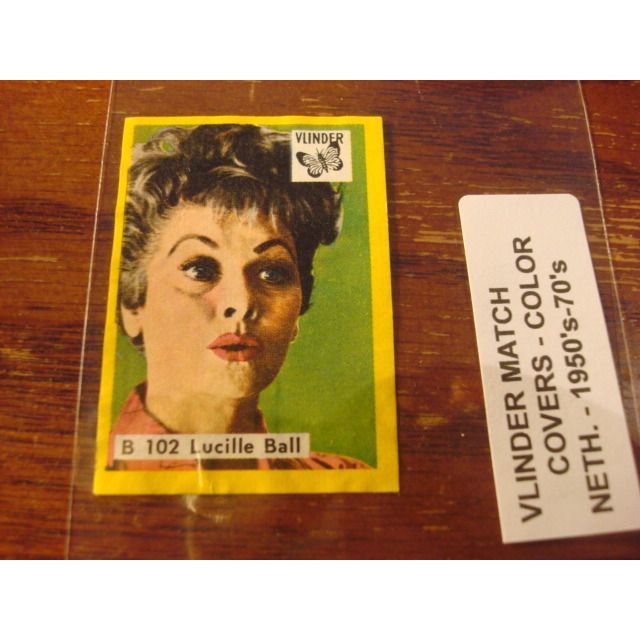 VLINDER
B 102 Lucille Ball
VLINDER MATCH
COVERS - COLOR
NETH. - 1950's-70's